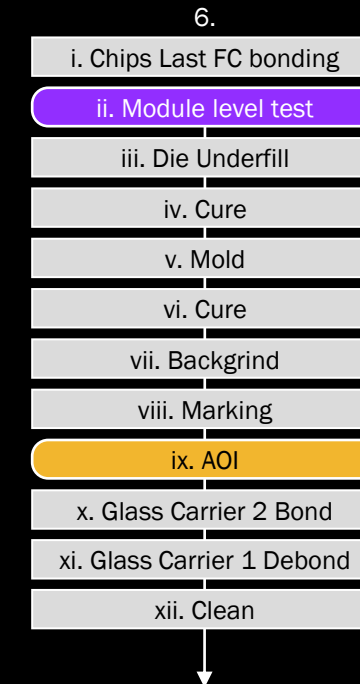 6.
i. Chips Last FC bonding
ii. Module level test
iii. Die Underfill
iv. Cure
v. Mold
vi. Cure
vii. Backgrind
viii. Marking
ix. AOI
x. Glass Carrier 2 Bond
xi. Glass Carrier 1 Debond
xii. Clean